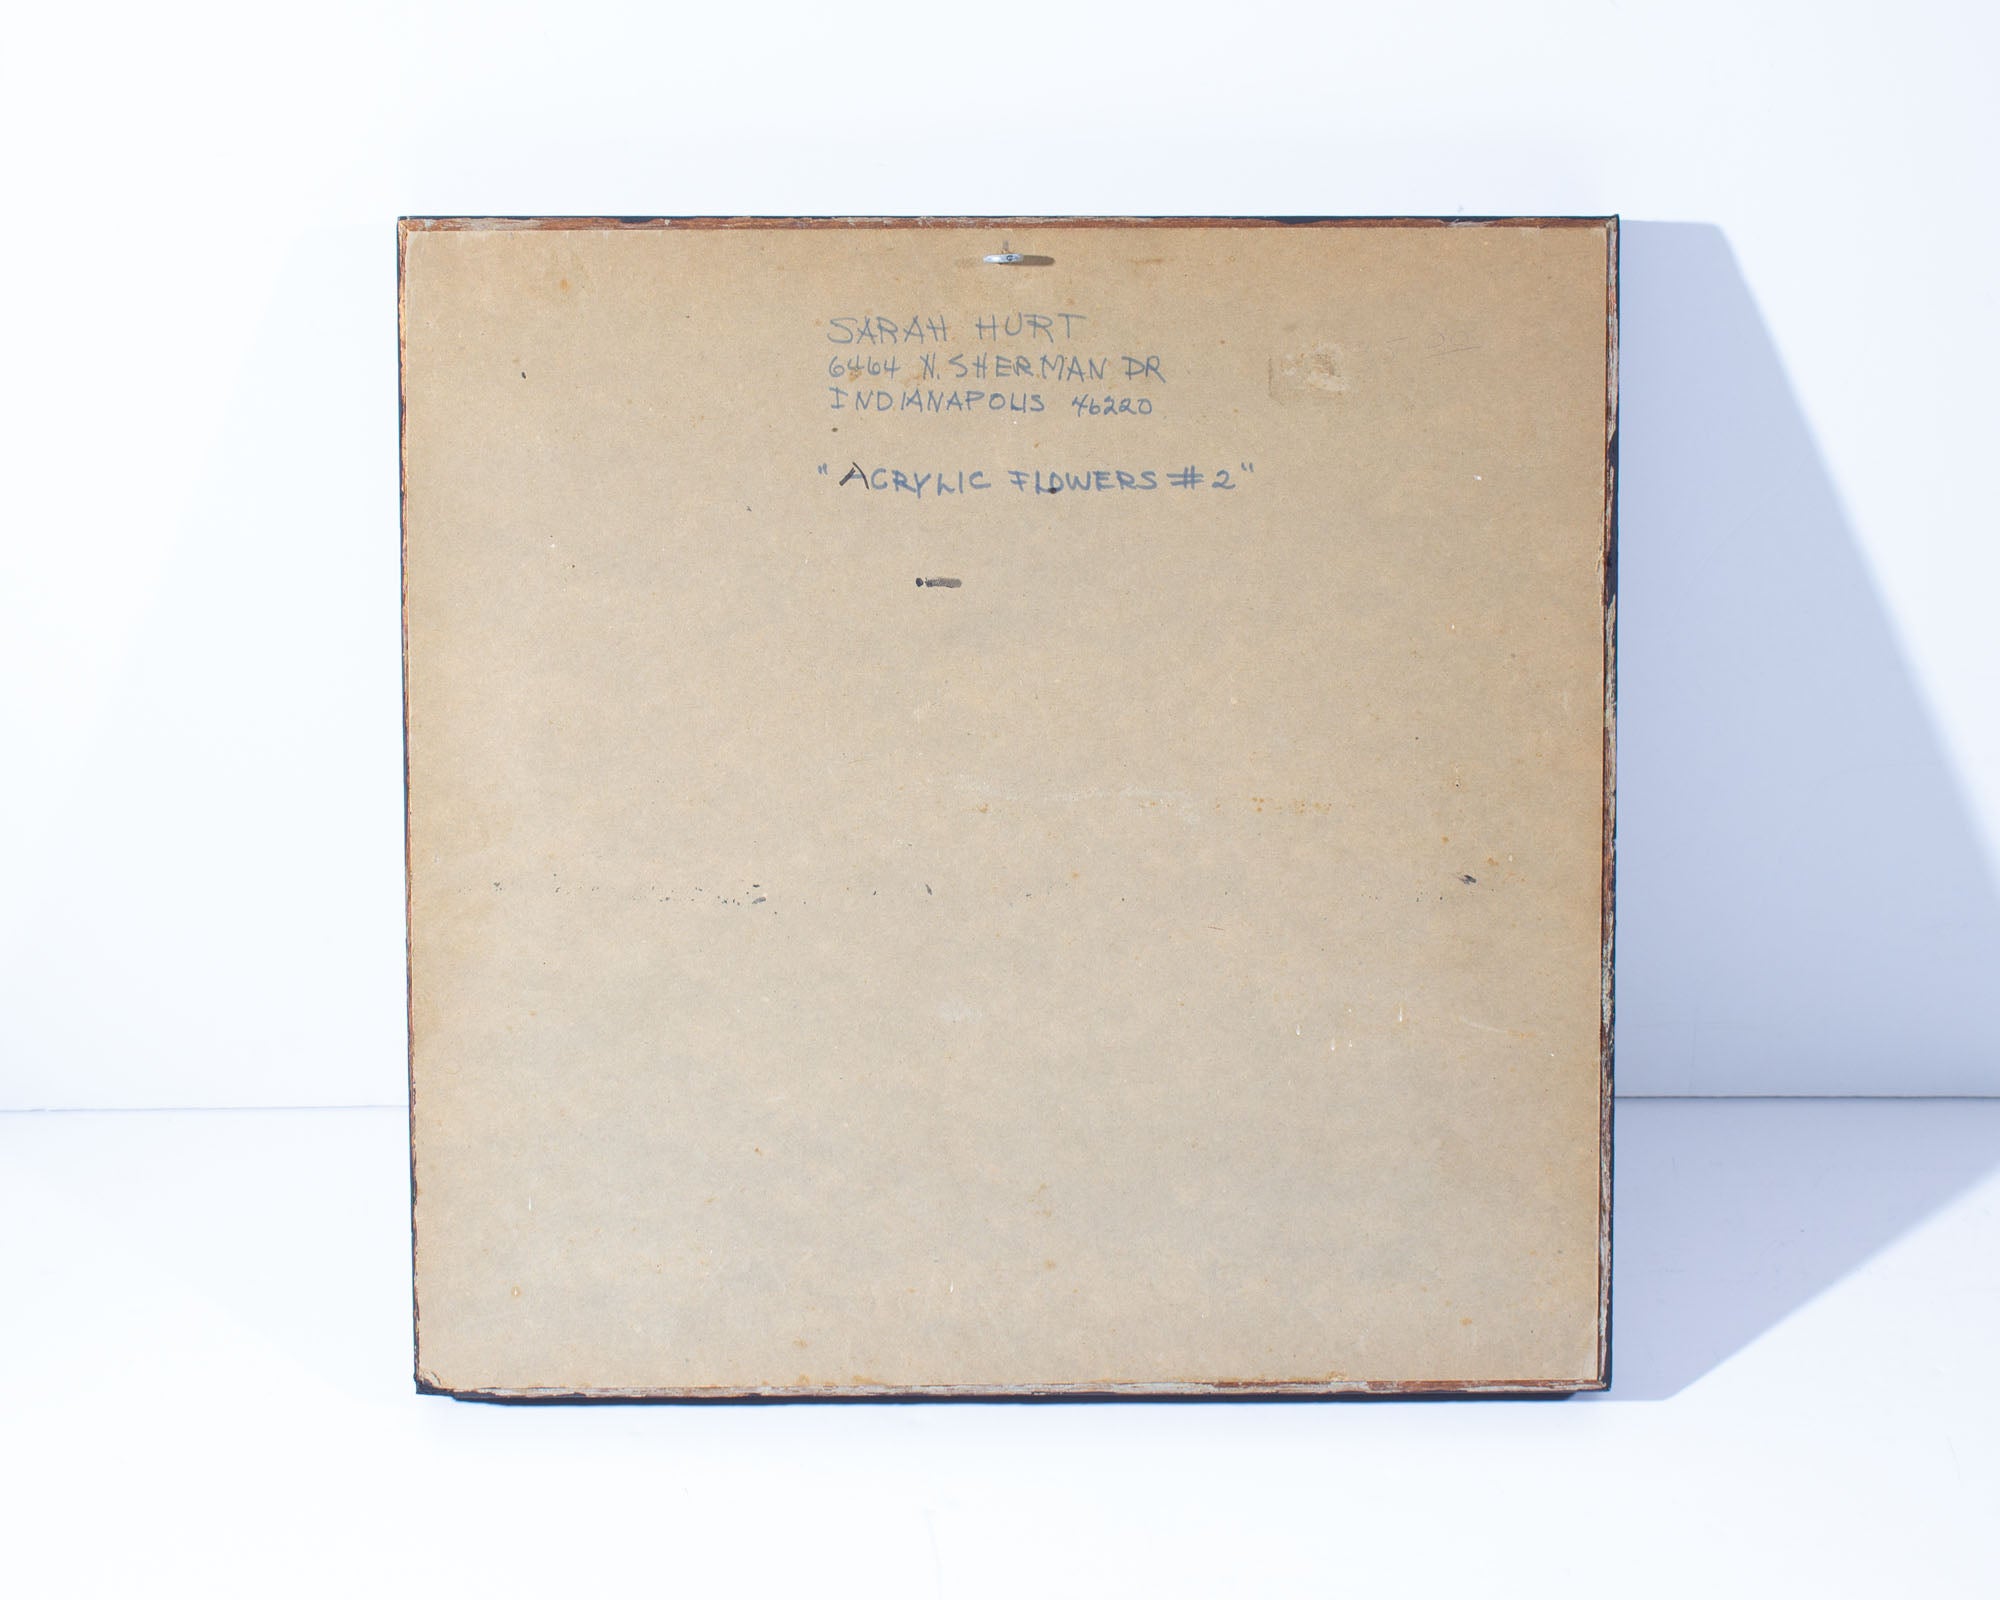 SARAH HURT
6464 N. SHERMAN DR
INDIANAPOLIS 46220
"ACRYLIC FLOWERS #2"